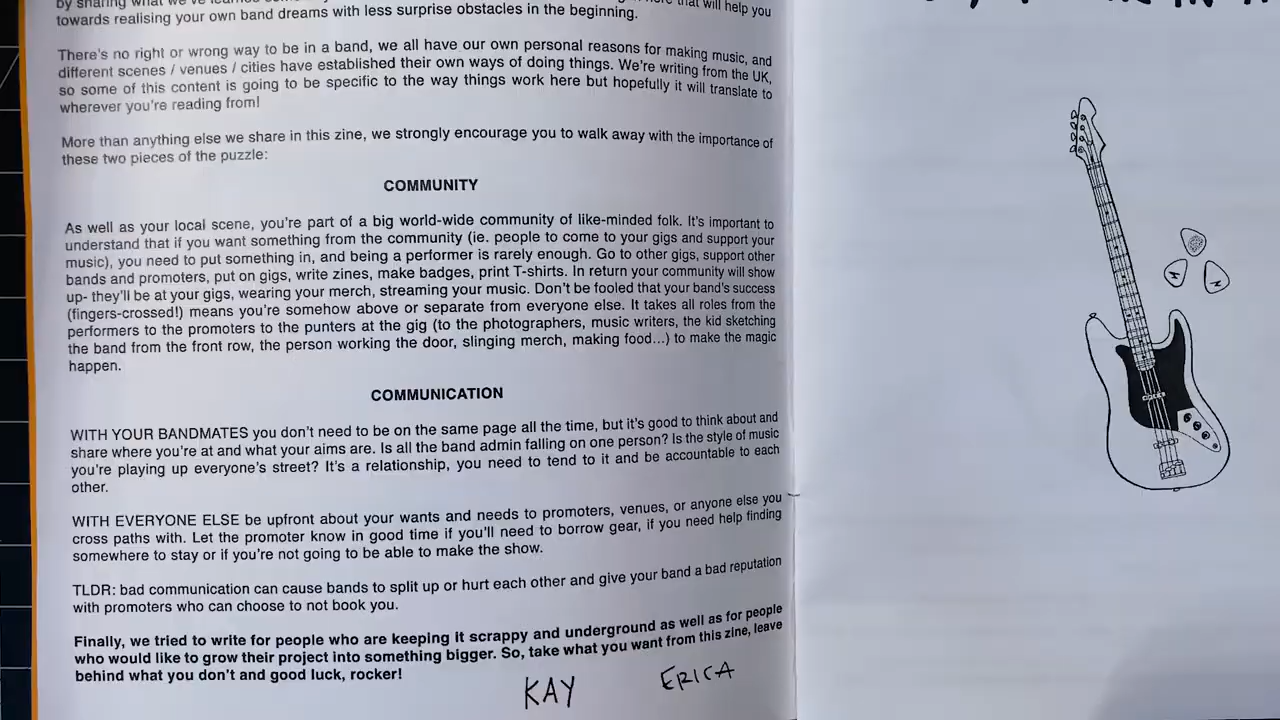 by sharing what we've learned that will help you
towards realising your own band dreams with less surprise obstacles in the beginning.
There's no right or wrong way to be in a band, we all have our own personal reasons for making music, and
different scenes / venues / cities have established their own ways of doing things. We're writing from the UK,
so some of this content is going to be specific to the way things work here but hopefully it will translate to
wherever you're reading from!
More than anything else we share in this zine, we strongly encourage you to walk away with the importance of
these two pieces of the puzzle:
COMMUNITY
As well as your local scene, you're part of a big world-wide community of like-minded folk. It's important to
understand that if you want something from the community (ie. people to come to your gigs and support your
music), you need to put something in, and being a performer is rarely enough. Go to other gigs, support other
bands and promoters, put on gigs, write zines, make badges, print T-shirts. In return your community will show
up- they'll be at your gigs, wearing your merch, streaming your music. Don't be fooled that your band's success
(fingers-crossed!) means you're somehow above or separate from everyone else. It takes all roles from the
performers to the promoters to the punters at the gig (to the photographers, music writers, the kid sketching
the band from the front row, the person working the door, slinging merch, making food...) to make the magic
happen.
COMMUNICATION
WITH YOUR BANDMATES you don't need to be on the same page all the time, but it's good to think about and
share where you're at and what your aims are. Is all the band admin falling on one person? Is the style of music
you're playing up everyone's street? It's a relationship, you need to tend to it and be accountable to each
other.
WITH EVERYONE ELSE be upfront about your wants and needs to promoters, venues, or anyone else you
cross paths with. Let the promoter know in good time if you'll need to borrow gear, if you need help finding
somewhere to stay or if you're not going to be able to make the show.
TLDR: bad communication can cause bands to split up or hurt each other and give your band a bad reputation
with promoters who can choose to not book you.
Finally, we tried to write for people who are keeping it scrappy and underground as well as for people
who would like to grow their project into something bigger. So, take what you want from this zine, leave
behind what you don't and good luck, rocker!
KAY ERICA